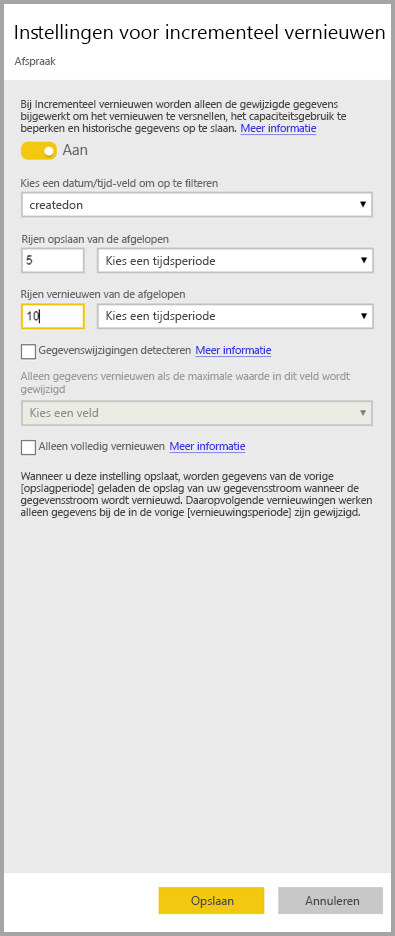 Instellingen voor incrementeel vernieuwen
Afspraak
Bij Incrementeel vernieuwen worden alleen de gewijzigde gegevens
bijgewerkt om het vernieuwen te versnellen, het capaciteitsgebruik te
beperken en historische gegevens op te slaan. Meer informatie
Aan
Kies een datum/tijd-veld om op te filteren
createdon
Rijen opslaan van de afgelopen
5 Kies een tijdsperiode
Rijen vernieuwen van de afgelopen
10 Kies een tijdsperiode
Gegevenswijzigingen detecteren Meer informatie
Alleen gegevens vernieuwen als de maximale waarde in dit veld wordt
gewijzigd
Kies een veld
Alleen volledig vernieuwen Meer informatie
Wanneer u deze instelling opslaat, worden gegevens van de vorige
[opslagperiode] geladen de opslag van uw gegevensstroom wanneer de
gegevensstroom wordt vernieuwd. Daaropvolgende vernieuwingen werken
alleen gegevens bij de in de vorige [vernieuwingsperiode] zijn gewijzigd.
Opslaan Annuleren